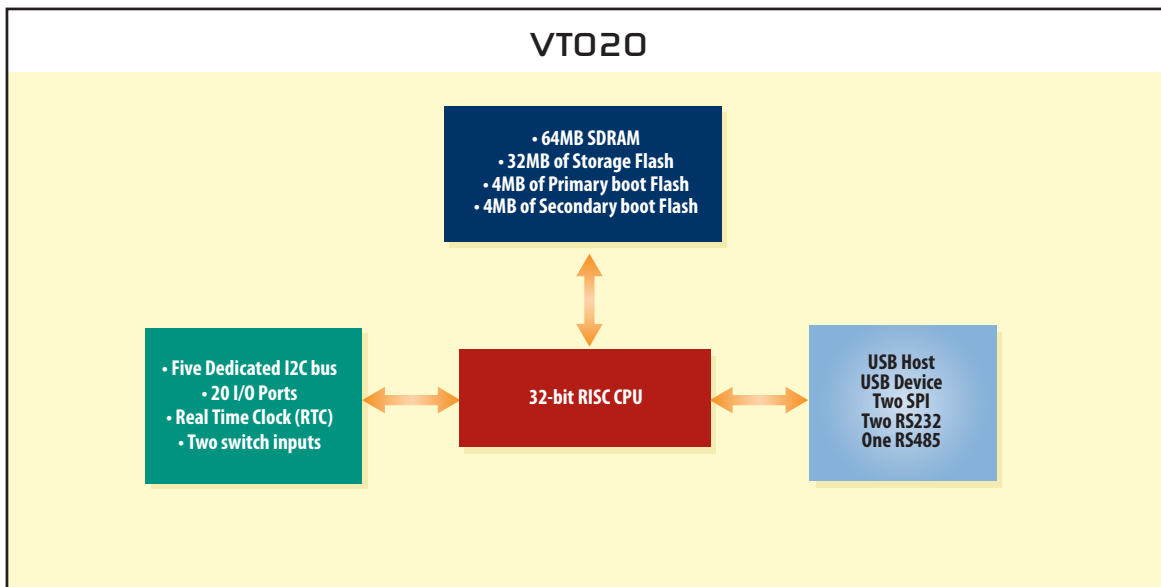 VT020
• 64MB SDRAM
• 32MB of Storage Flash
• 4MB of Primary boot Flash
• 4MB of Secondary boot Flash
• Five Dedicated I2C bus
• 20 I/O Ports
• Real Time Clock (RTC)
• Two switch inputs
32-bit RISC CPU
USB Host
USB Device
Two SPI
Two RS232
One RS485